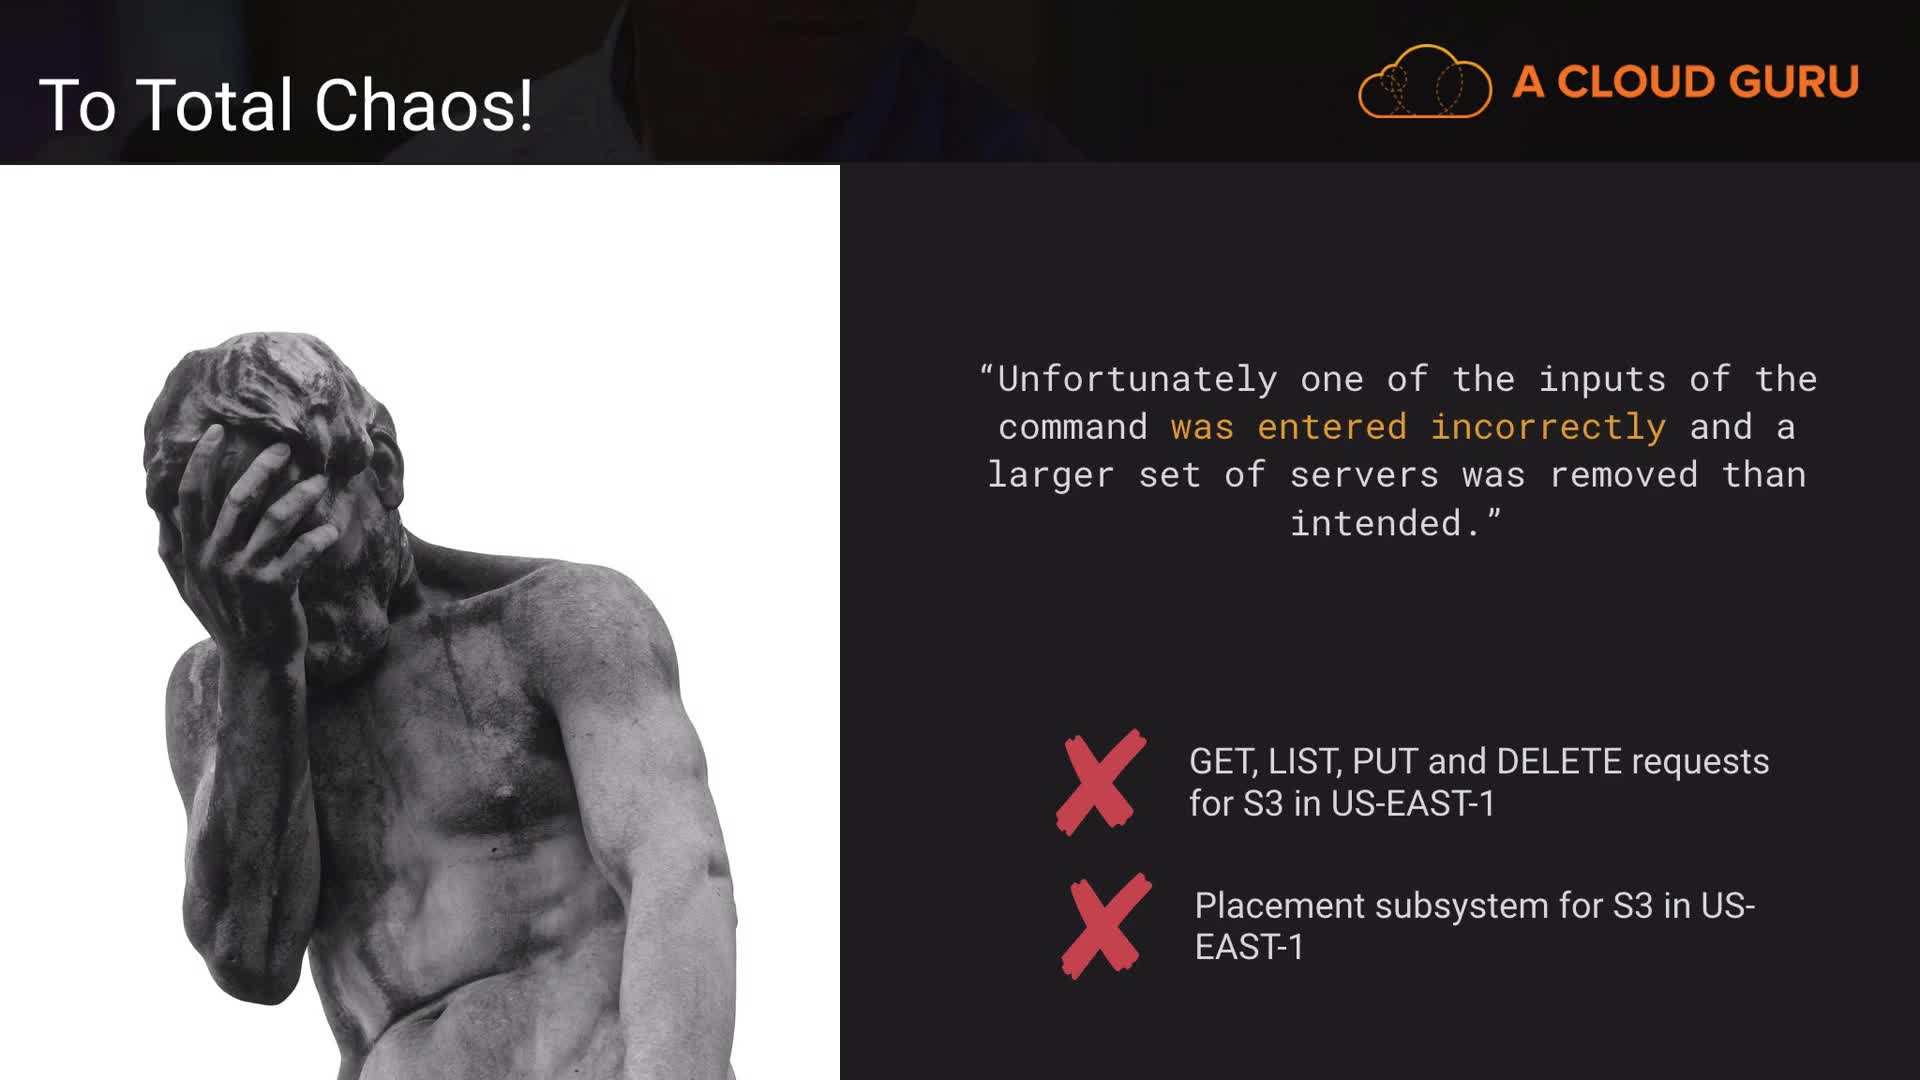 To Total Chaos!
A CLOUD GURU
“Unfortunately one of the inputs of the
command was entered incorrectly and a
larger set of servers was removed than
intended.”
GET, LIST, PUT and DELETE requests
for S3 in US-EAST-1
Placement subsystem for S3 in US-
EAST-1